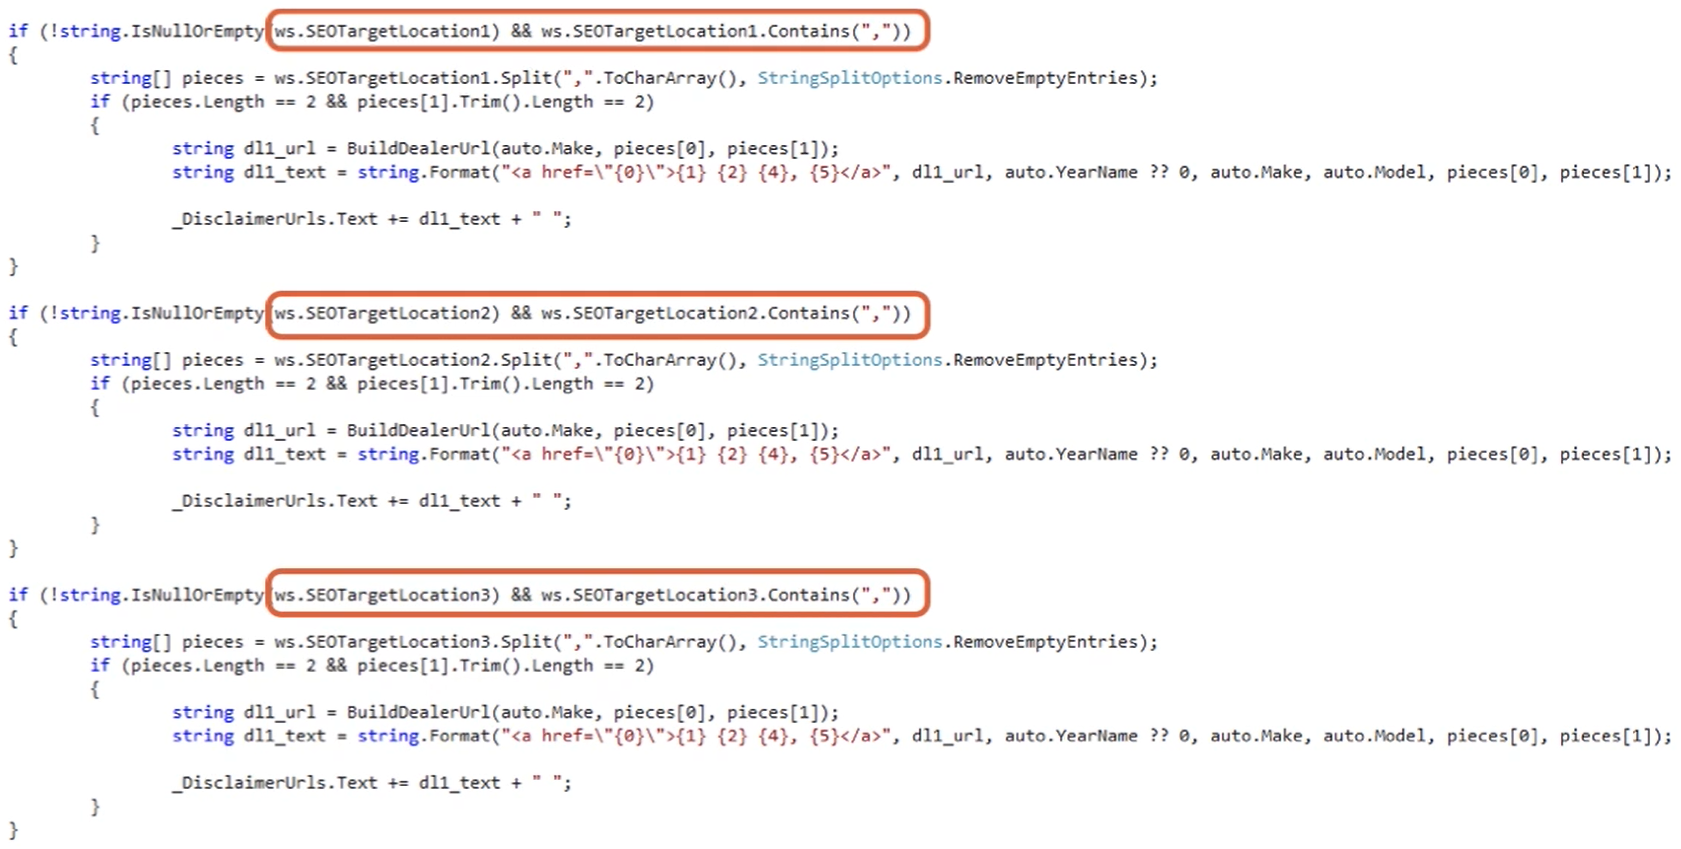 if (!string.IsNullOrEmpty(ws.SEOTargetLocation1) && ws.SEOTargetLocation1.Contains(","))
{
string[] pieces = ws.SEOTargetLocation1.Split(",".ToCharArray(), StringSplitOptions.RemoveEmptyEntries);
if (pieces.Length == 2 && pieces[1].Trim().Length == 2)
{
string dl1_url = BuildDealerUrl(auto.Make, pieces[0], pieces[1]);
string dl1_text = string.Format("<a href=\"{0}\">{1} {2} {4}, {5}</a>", dl1_url, auto.YearName ?? 0, auto.Make, auto.Model, pieces[0], pieces[1]);
_DisclaimerUrls.Text += dl1_text + " ";
}
}
if (!string.IsNullOrEmpty(ws.SEOTargetLocation2) && ws.SEOTargetLocation2.Contains(","))
{
string[] pieces = ws.SEOTargetLocation2.Split(",".ToCharArray(), StringSplitOptions.RemoveEmptyEntries);
if (pieces.Length == 2 && pieces[1].Trim().Length == 2)
{
string dl1_url = BuildDealerUrl(auto.Make, pieces[0], pieces[1]);
string dl1_text = string.Format("<a href=\"{0}\">{1} {2} {4}, {5}</a>", dl1_url, auto.YearName ?? 0, auto.Make, auto.Model, pieces[0], pieces[1]);
_DisclaimerUrls.Text += dl1_text + " ";
}
}
if (!string.IsNullOrEmpty(ws.SEOTargetLocation3) && ws.SEOTargetLocation3.Contains(","))
{
string[] pieces = ws.SEOTargetLocation3.Split(",".ToCharArray(), StringSplitOptions.RemoveEmptyEntries);
if (pieces.Length == 2 && pieces[1].Trim().Length == 2)
{
string dl1_url = BuildDealerUrl(auto.Make, pieces[0], pieces[1]);
string dl1_text = string.Format("<a href=\"{0}\">{1} {2} {4}, {5}</a>", dl1_url, auto.YearName ?? 0, auto.Make, auto.Model, pieces[0], pieces[1]);
_DisclaimerUrls.Text += dl1_text + " ";
}
}